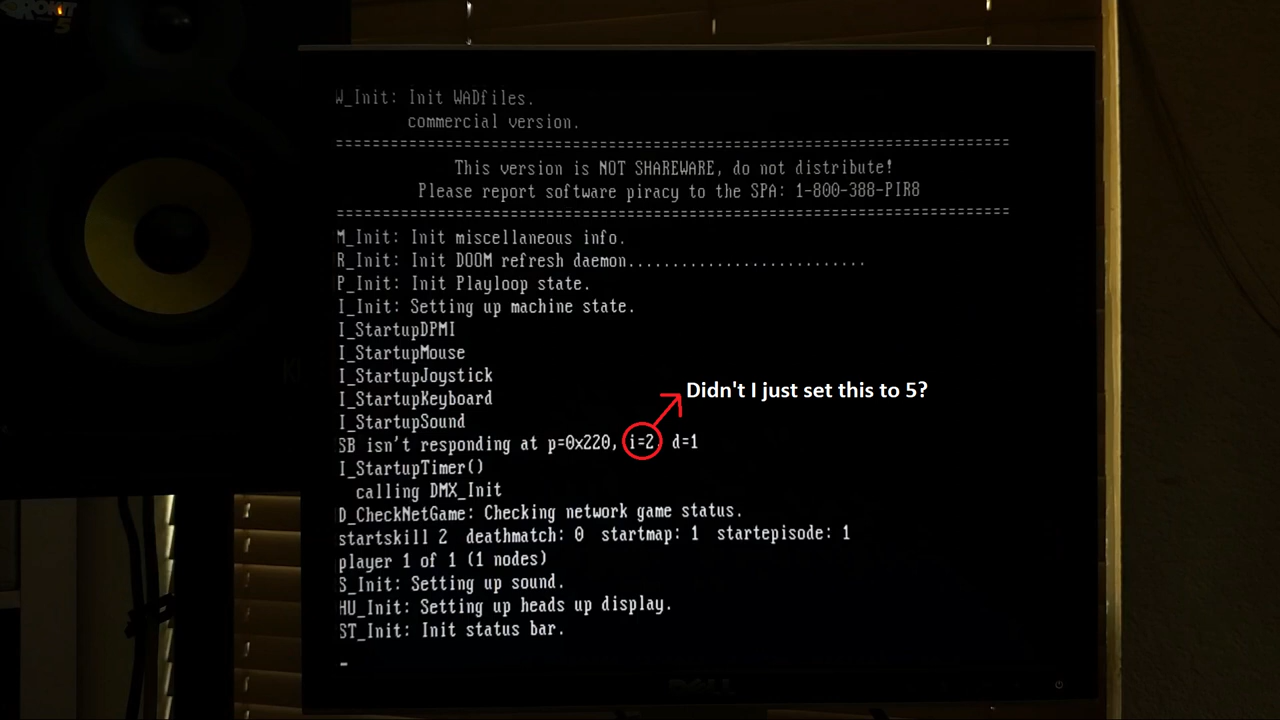 ROKIT
5
W_Init: Init WADfiles.
commercial version.
===========================================================================
This version is NOT SHAREWARE, do not distribute!
Please report software piracy to the SPA: 1-800-388-PIR8
===========================================================================
M_Init: Init miscellaneous info.
R_Init: Init DOOM refresh daemon..........................
P_Init: Init Playloop state.
I_Init: Setting up machine state.
I_StartupDPMI
I_StartupMouse
I_StartupJoystick
I_StartupKeyboard
Didn't I just set this to 5?
I_StartupSound
SB isn't responding at p=0x220, i=2, d=1
I_StartupTimer()
calling DMX_Init
D_CheckNetGame: Checking network game status.
startskill 2 deathmatch: 0 startmap: 1 startepisode: 1
player 1 of 1 (1 nodes)
S_Init: Setting up sound.
HU_Init: Setting up heads up display.
ST_Init: Init status bar.
_
DELL